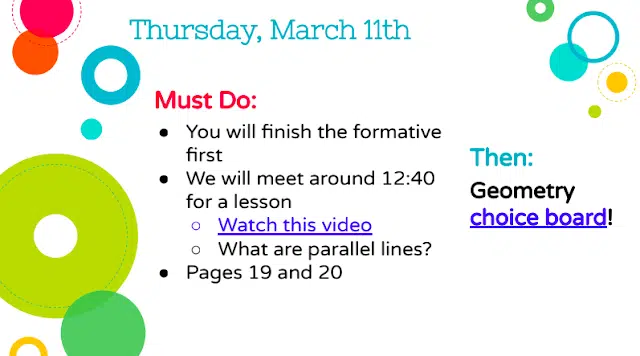 Thursday, March 11th
Must Do:
● You will finish the formative
first
● We will meet around 12:40
for a lesson
○ Watch this video
○ What are parallel lines?
● Pages 19 and 20
Then:
Geometry
choice board!